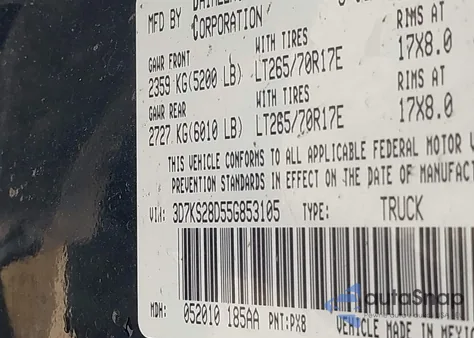 MFD BY
CORPORATION
RIMS AT
GAWR FRONT WITH TIRES 17X8.0
2359 KG(5200 LB) LT265/70R17E
GAWR REAR WITH TIRES RIMS AT
2727 KG(6010 LB) LT265/70R17E 17X8.0
THIS VEHICLE CONFORMS TO ALL APPLICABLE FEDERAL MOTOR
PREVENTION STANDARDS IN EFFECT ON THE DATE OF MANUFACT
VIN: 3D7KS28D55G853105 TYPE: TRUCK
autoSnap
MDH: 052010 185AA PNT:PX8 VEHICLE MADE IN MEXIC